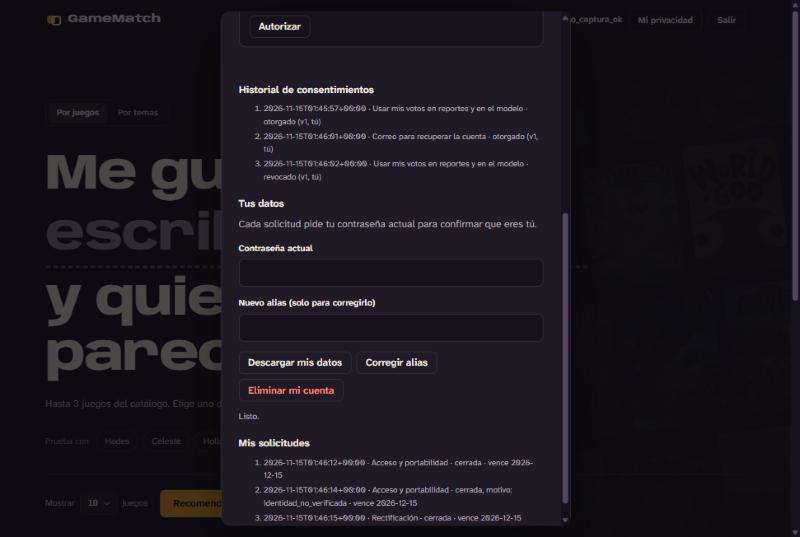 GameMatch
o_captura_ok
Mi privacidad
Salir
Por juegos
Por temas
Me gu
escril
y quie
parec
Hasta 3 juegos del catálogo. Elige uno d
Prueba con
Hades
Celeste
Holl
Mostrar
10
juegos
Recomend
WORLD
GOO
Autorizar
Historial de consentimientos
1. 2026-11-15T01:45:57+00:00 · Usar mis votos en reportes y en el modelo ·
otorgado (v1, tú)
2. 2026-11-15T01:46:01+00:00 · Correo para recuperar la cuenta · otorgado (v1,
tú)
3. 2026-11-15T01:46:02+00:00 · Usar mis votos en reportes y en el modelo ·
revocado (v1, tú)
Tus datos
Cada solicitud pide tu contraseña actual para confirmar que eres tú.
Contraseña actual
Nuevo alias (solo para corregirlo)
Descargar mis datos
Corregir alias
Eliminar mi cuenta
Listo.
Mis solicitudes
1. 2026-11-15T01:46:12+00:00 · Acceso y portabilidad · cerrada · vence 2026-
12-15
2. 2026-11-15T01:46:14+00:00 · Acceso y portabilidad · cerrada, motivo:
identidad_no_verificada · vence 2026-12-15
3. 2026-11-15T01:46:15+00:00 · Rectificación · cerrada · vence 2026-12-15